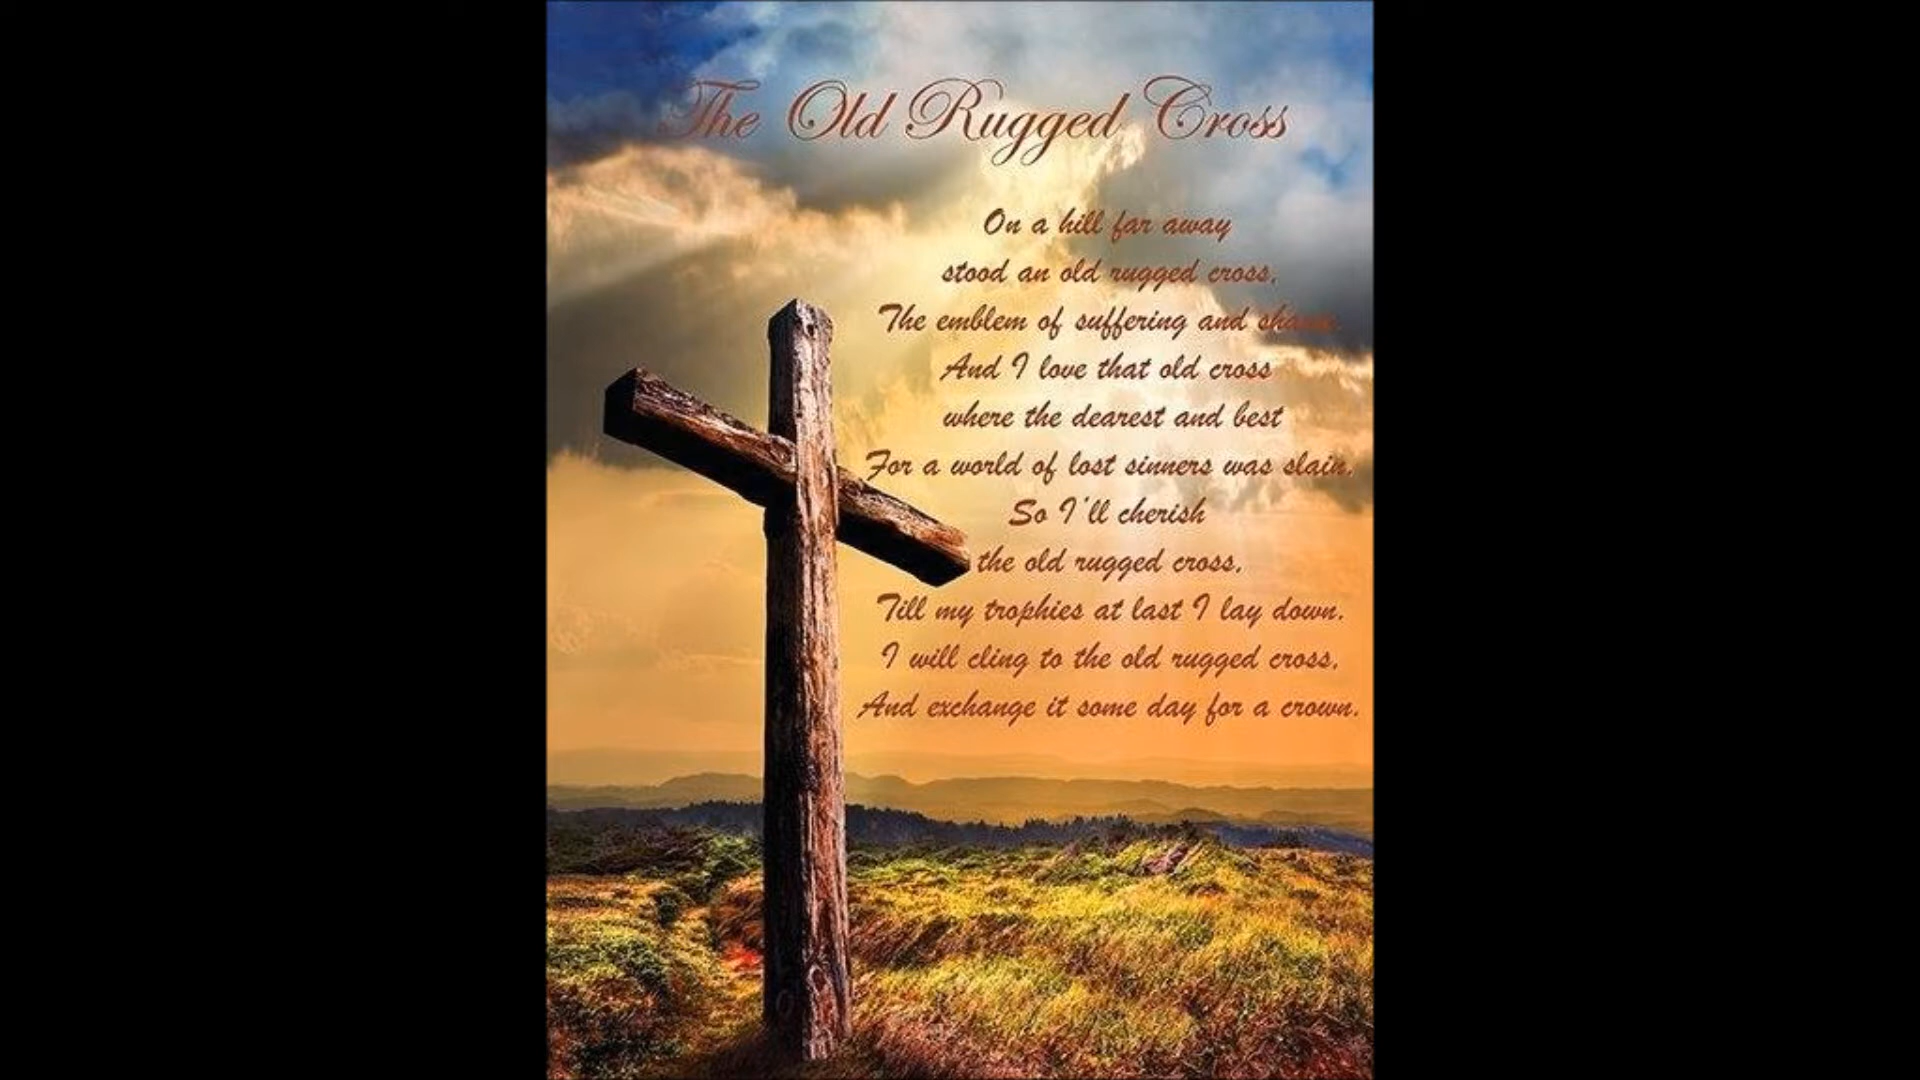 The Old Rugged Cross
On a hill far away
stood an old rugged cross,
The emblem of suffering and shame,
And I love that old cross
where the dearest and best
For a world of lost sinners was slain,
So I'll cherish
the old rugged cross,
Till my trophies at last I lay down.
I will cling to the old rugged cross,
And exchange it some day for a crown.